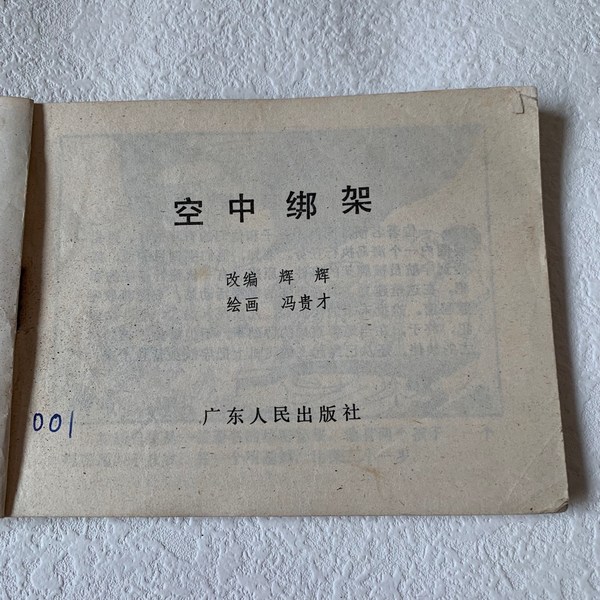 空中绑架
改编 辉 辉
绘画 冯贵才
广东人民出版社
001